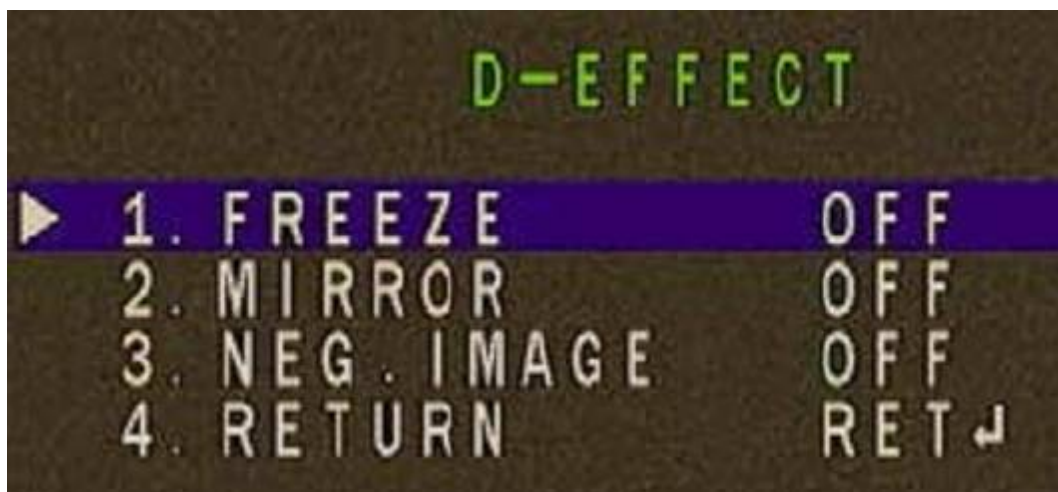 D-EFFECT
1. FREEZE OFF
2. MIRROR OFF
3. NEG. IMAGE OFF
4. RETURN RET↲